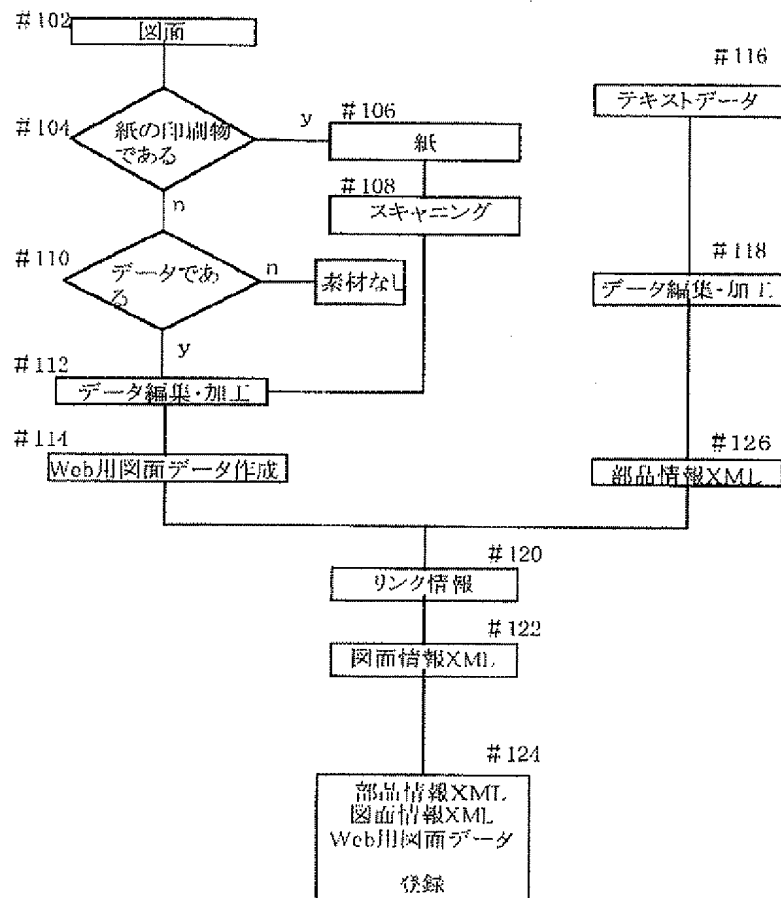 #102
図面
#104
紙の印刷物
である
y
#106
紙
#108
スキャニング
n
#110
データであ
る
n
素材なし
y
#112
データ編集・加工
#114
Web用図面データ作成
#116
テキストデータ
#118
データ編集・加工
#126
部品情報XML
#120
リンク情報
#122
図面情報XML
#124
部品情報XML
図面情報XML
Web用図面データ
登録